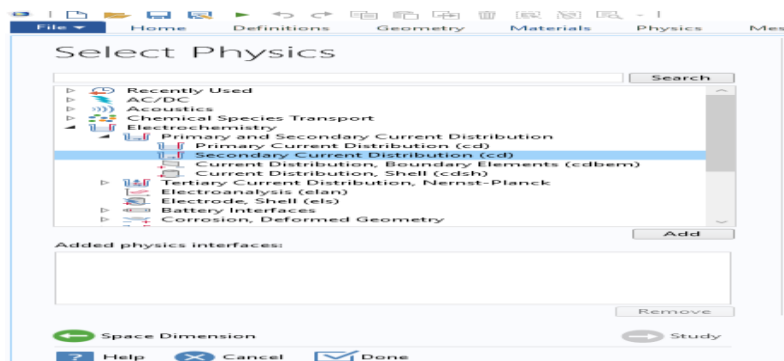 File Home Definitions Geometry Materials Physics Mes
Select Physics
Search
Recently Used
AC/DC
Acoustics
Chemical Species Transport
Electrochemistry
Primary and Secondary Current Distribution
Primary Current Distribution (cd)
Secondary Current Distribution (cd)
Current Distribution, Boundary Elements (cdbem)
Current Distribution, Shell (cdsh)
Tertiary Current Distribution, Nernst-Planck
Electroanalysis (elan)
Electrode, Shell (els)
Battery Interfaces
Corrosion, Deformed Geometry
Add
Added physics interfaces:
Remove
Space Dimension Study
? Help Cancel Done